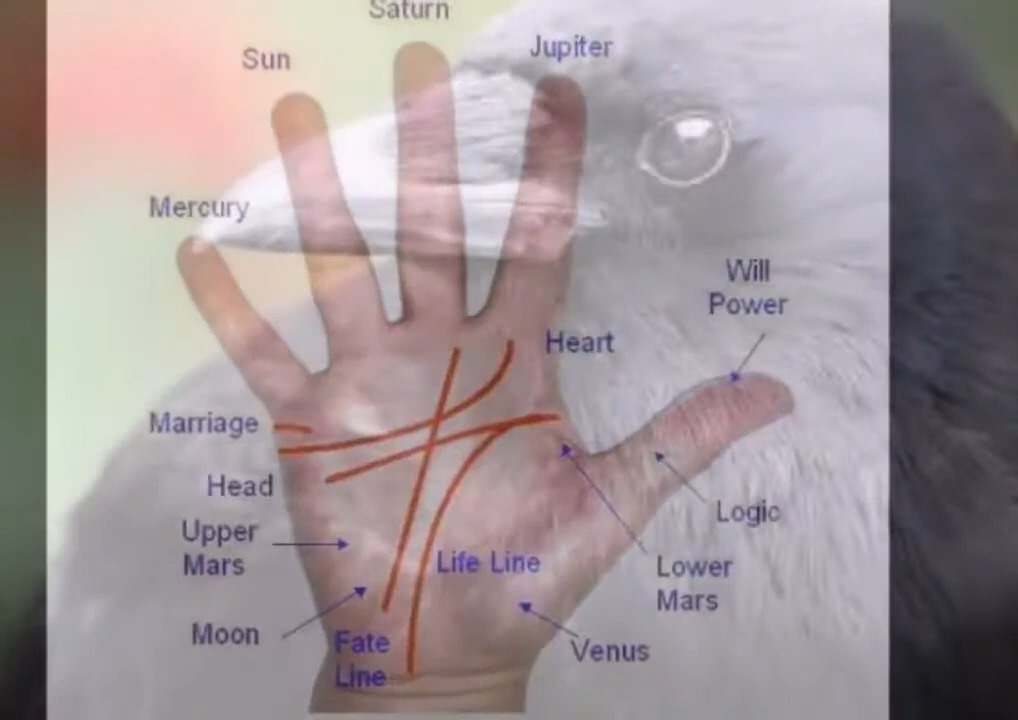 Saturn
Sun
Jupiter
Mercury
Will
Power
Heart
Marriage
Head
Logic
Upper
Mars
Life Line
Lower
Mars
Moon
Fate
Line
Venus